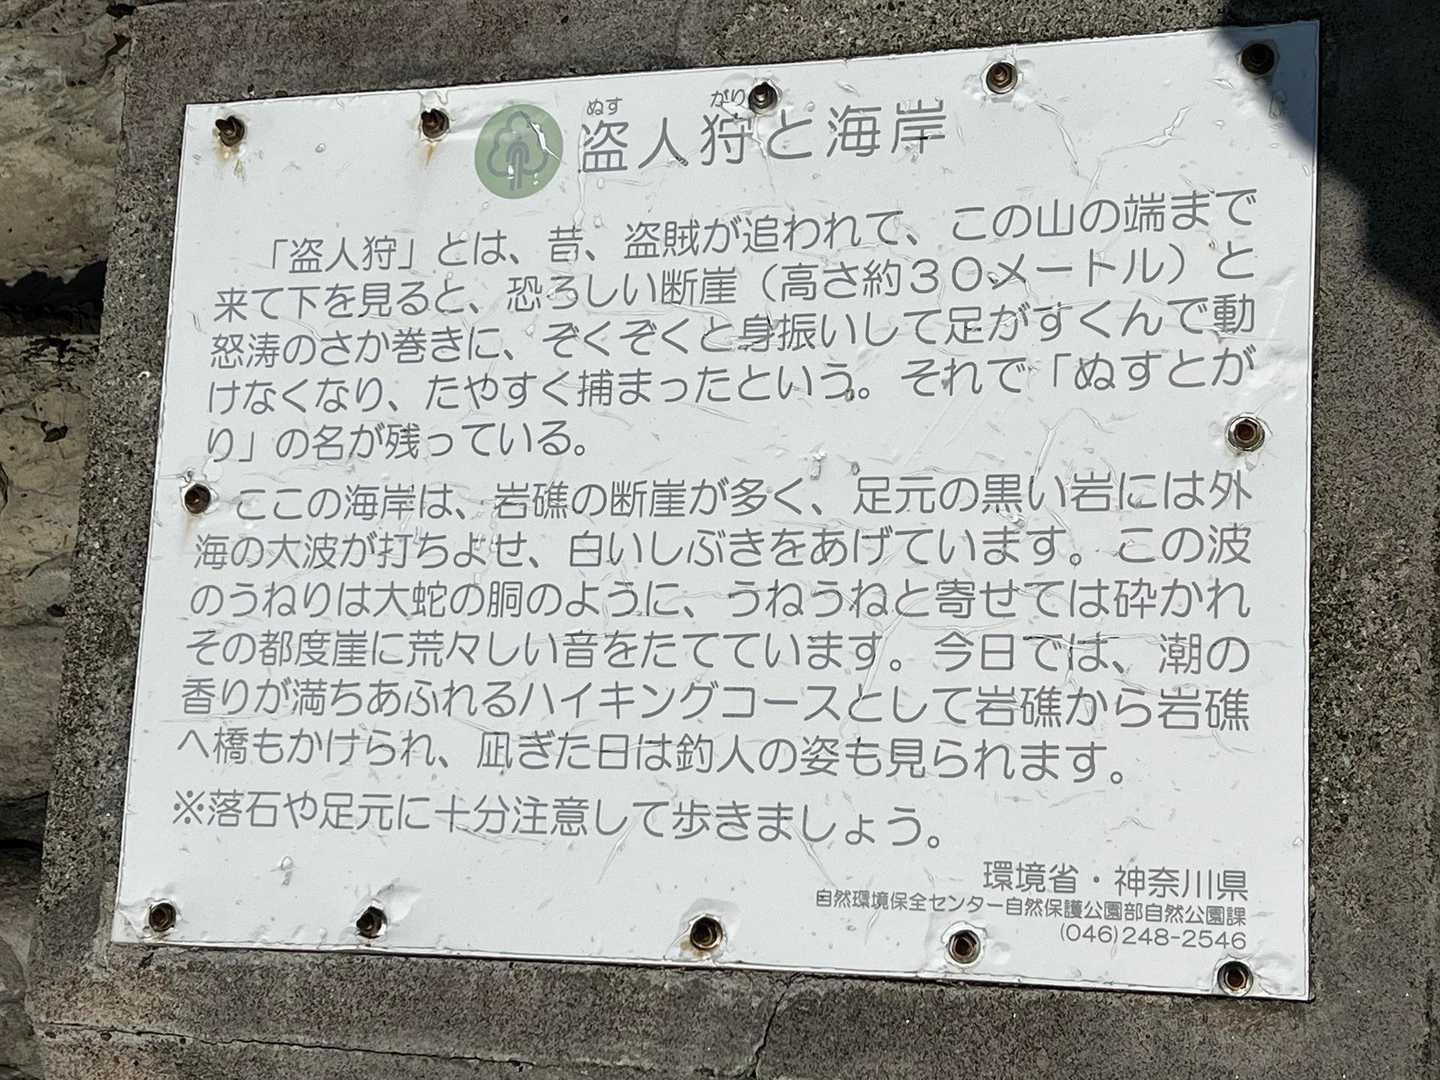 ぬす がり
盗人狩と海岸
「盗人狩」とは、昔、盗賊が追われて、この山の端まで
来て下を見ると、恐ろしい断崖（高さ約３０メートル）と
怒涛のさか巻きに、ぞくぞくと身振いして足がすくんで動
けなくなり、たやすく捕まったという。それで「ぬすとが
り」の名が残っている。
ここの海岸は、岩礁の断崖が多く、足元の黒い岩には外
海の大波が打ちよせ、白いしぶきをあげています。この波
のうねりは大蛇の胴のように、うねうねと寄せては砕かれ
その都度崖に荒々しい音をたてています。今日では、潮の
香りが満ちあふれるハイキングコースとして岩礁から岩礁
へ橋もかけられ、凪ぎた日は釣人の姿も見られます。
※落石や足元に十分注意して歩きましょう。
環境省・神奈川県
自然環境保全センター自然保護公園部自然公園課
(046)248-2546